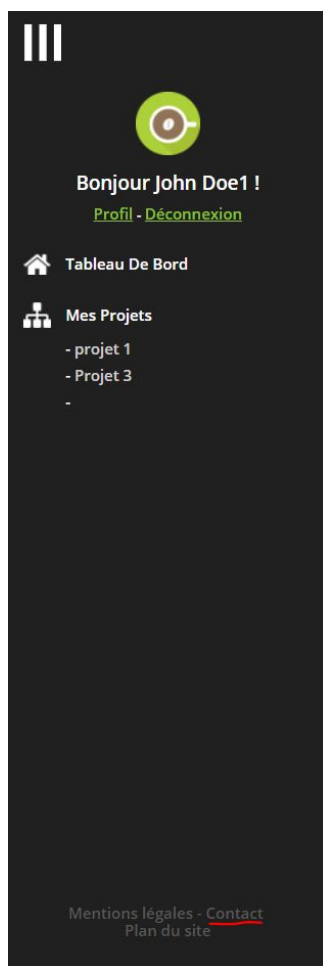 Bonjour John Doe1 !
Profil - Déconnexion
Tableau De Bord
Mes Projets
- projet 1
- Projet 3
-
Mentions légales - Contact
Plan du site